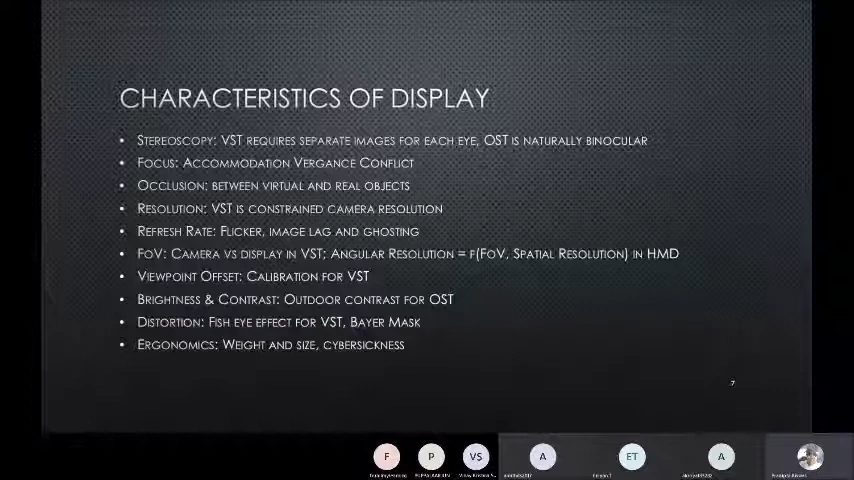 CHARACTERISTICS OF DISPLAY
• STEREOSCOPY: VST REQUIRES SEPARATE IMAGES FOR EACH EYE, OST IS NATURALLY BINOCULAR
• FOCUS: ACCOMMODATION VERGANCE CONFLICT
• OCCLUSION: BETWEEN VIRTUAL AND REAL OBJECTS
• RESOLUTION: VST IS CONSTRAINED CAMERA RESOLUTION
• REFRESH RATE: FLICKER, IMAGE LAG AND GHOSTING
• FOV: CAMERA VS DISPLAY IN VST; ANGULAR RESOLUTION = F(FOV, SPATIAL RESOLUTION) IN HMD
• VIEWPOINT OFFSET: CALIBRATION FOR VST
• BRIGHTNESS & CONTRAST: OUTDOOR CONTRAST FOR OST
• DISTORTION: FISH EYE EFFECT FOR VST, BAYER MASK
• ERGONOMICS: WEIGHT AND SIZE, CYBERSICKNESS
7
F P VS A ET A